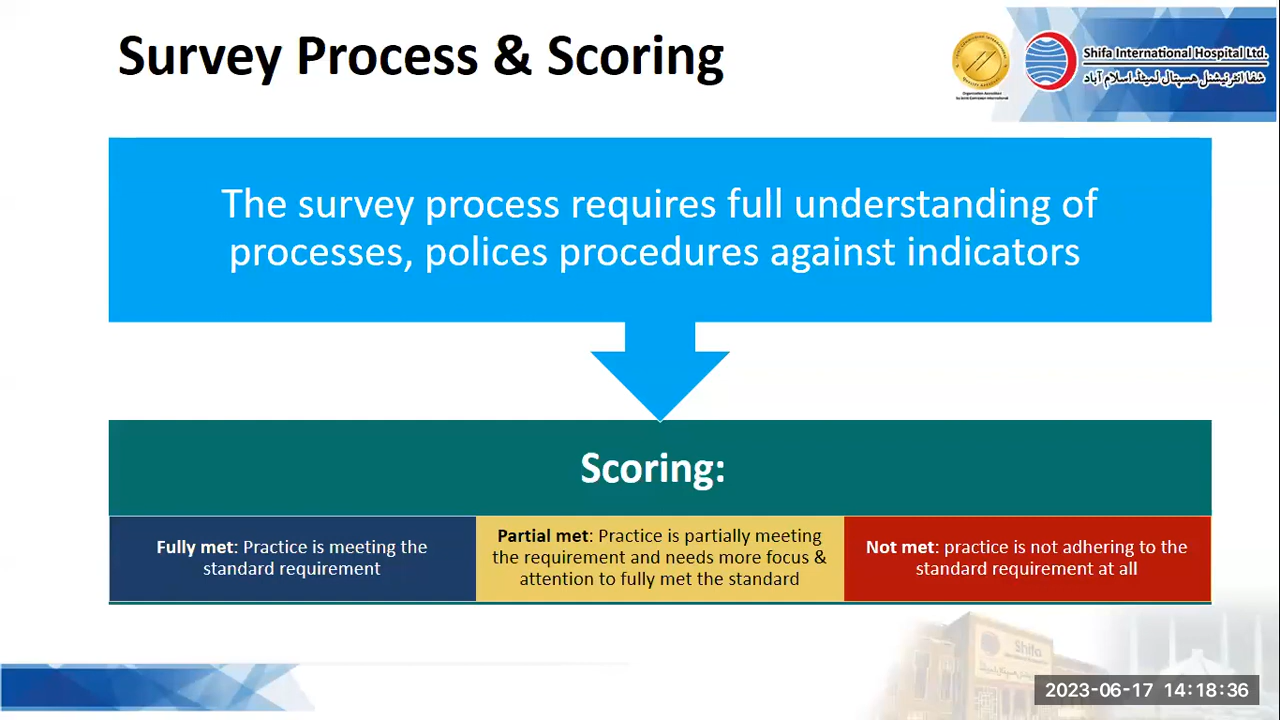 Survey Process & Scoring
Shifa International Hospital Ltd.
شفا انٹرنیشنل ہسپتال لمیٹڈ اسلام آباد
The survey process requires full understanding of
processes, polices procedures against indicators
Scoring:
Fully met: Practice is meeting the
standard requirement
Partial met: Practice is partially meeting
the requirement and needs more focus &
attention to fully met the standard
Not met: practice is not adhering to the
standard requirement at all
Shifa
2023-06-17 14:18:36